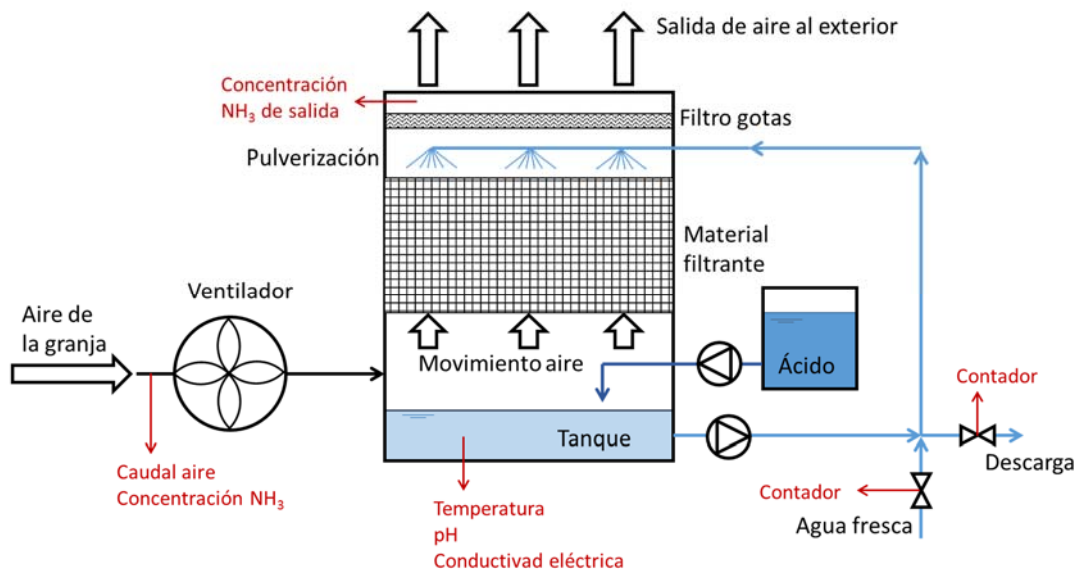 Salida de aire al exterior
Concentración
NH₃ de salida
Filtro gotas
Pulverización
Material
filtrante
Ventilador
Aire de
la granja
Movimiento aire
Ácido
Contador
Tanque
Descarga
Caudal aire
Concentración NH₃
Temperatura
pH
Conductivad eléctrica
Contador
Agua fresca